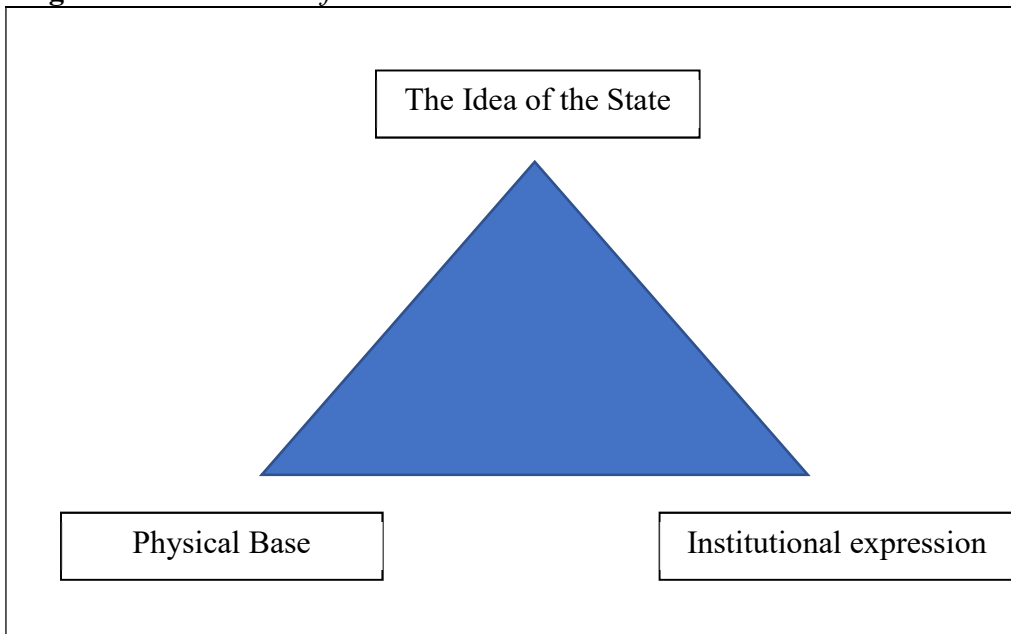 The Idea of the State
Physical Base
Institutional expression